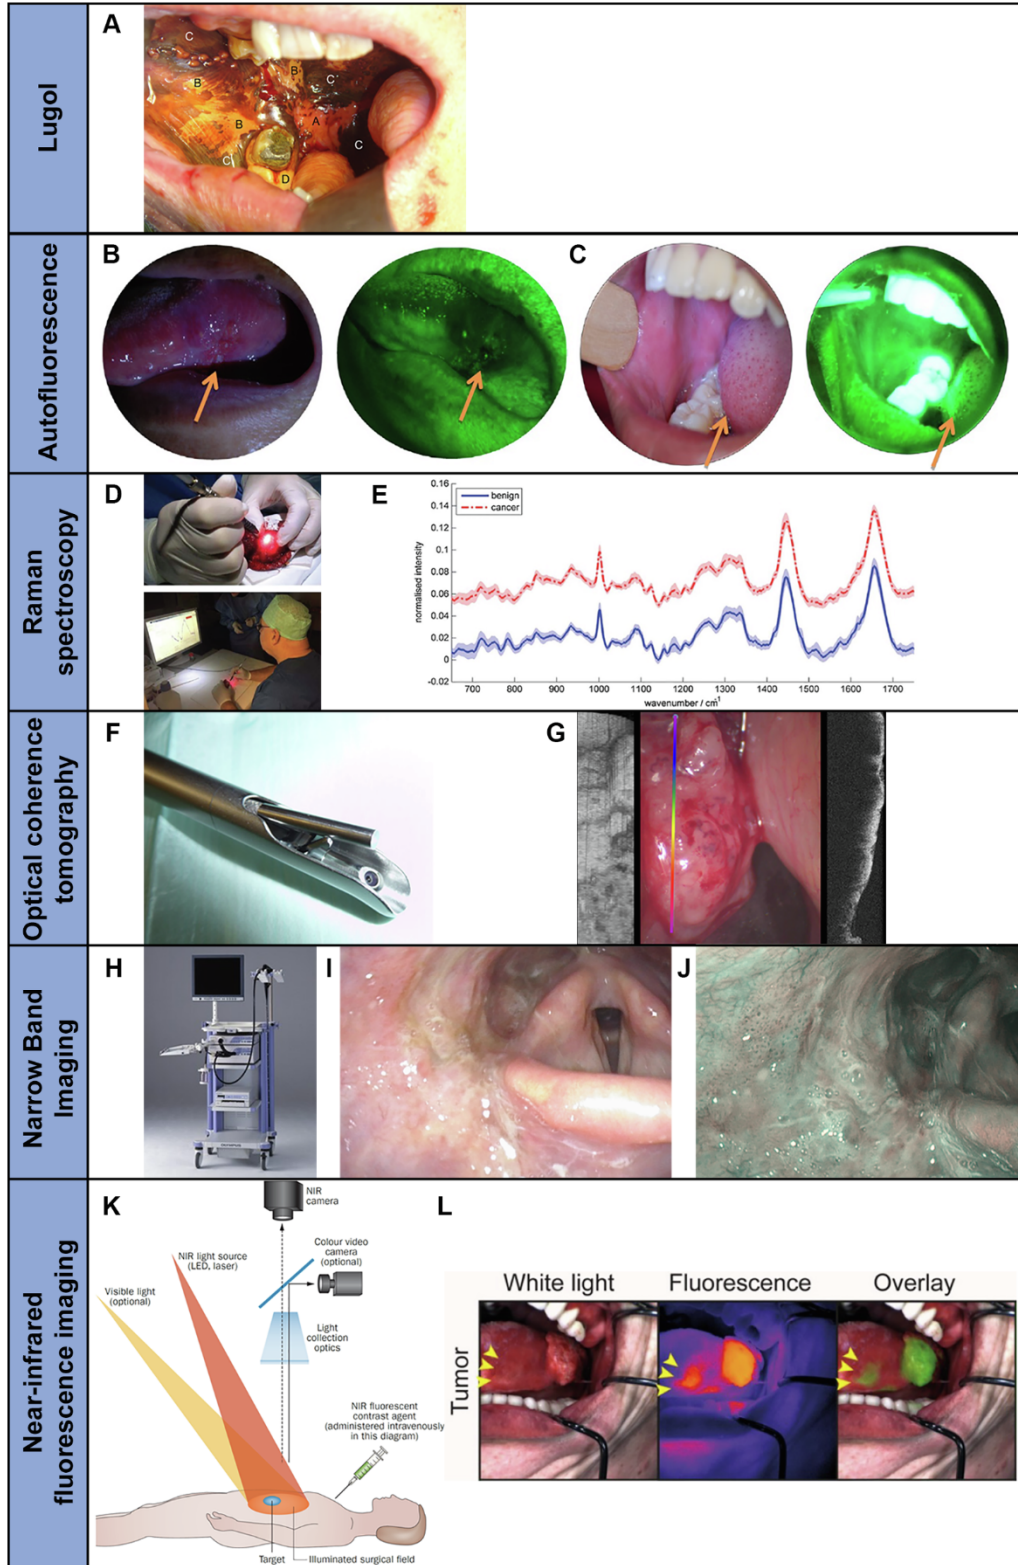 Lugol
A
C
B
B
C
B
A
C
C
D
Autofluorescence
B
C
Raman
spectroscopy
D
E
benign
cancer
normalised intensity
0.16
0.14
0.12
0.1
0.08
0.06
0.04
0.02
0
-0.02
700
800
900
1000
1100
1200
1300
1400
1500
1600
1700
wavenumber / cm⁻¹
Optical coherence
tomography
F
G
Narrow Band
Imaging
H
I
J
Near-infrared
fluorescence imaging
K
NIR
camera
NIR light source
(LED, laser)
Colour video
camera
(optional)
Visible light
(optional)
Light
collection
optics
NIR fluorescent
contrast agent
(administered intravenously
in this diagram)
Target
Illuminated surgical field
L
White light
Fluorescence
Overlay
Tumor